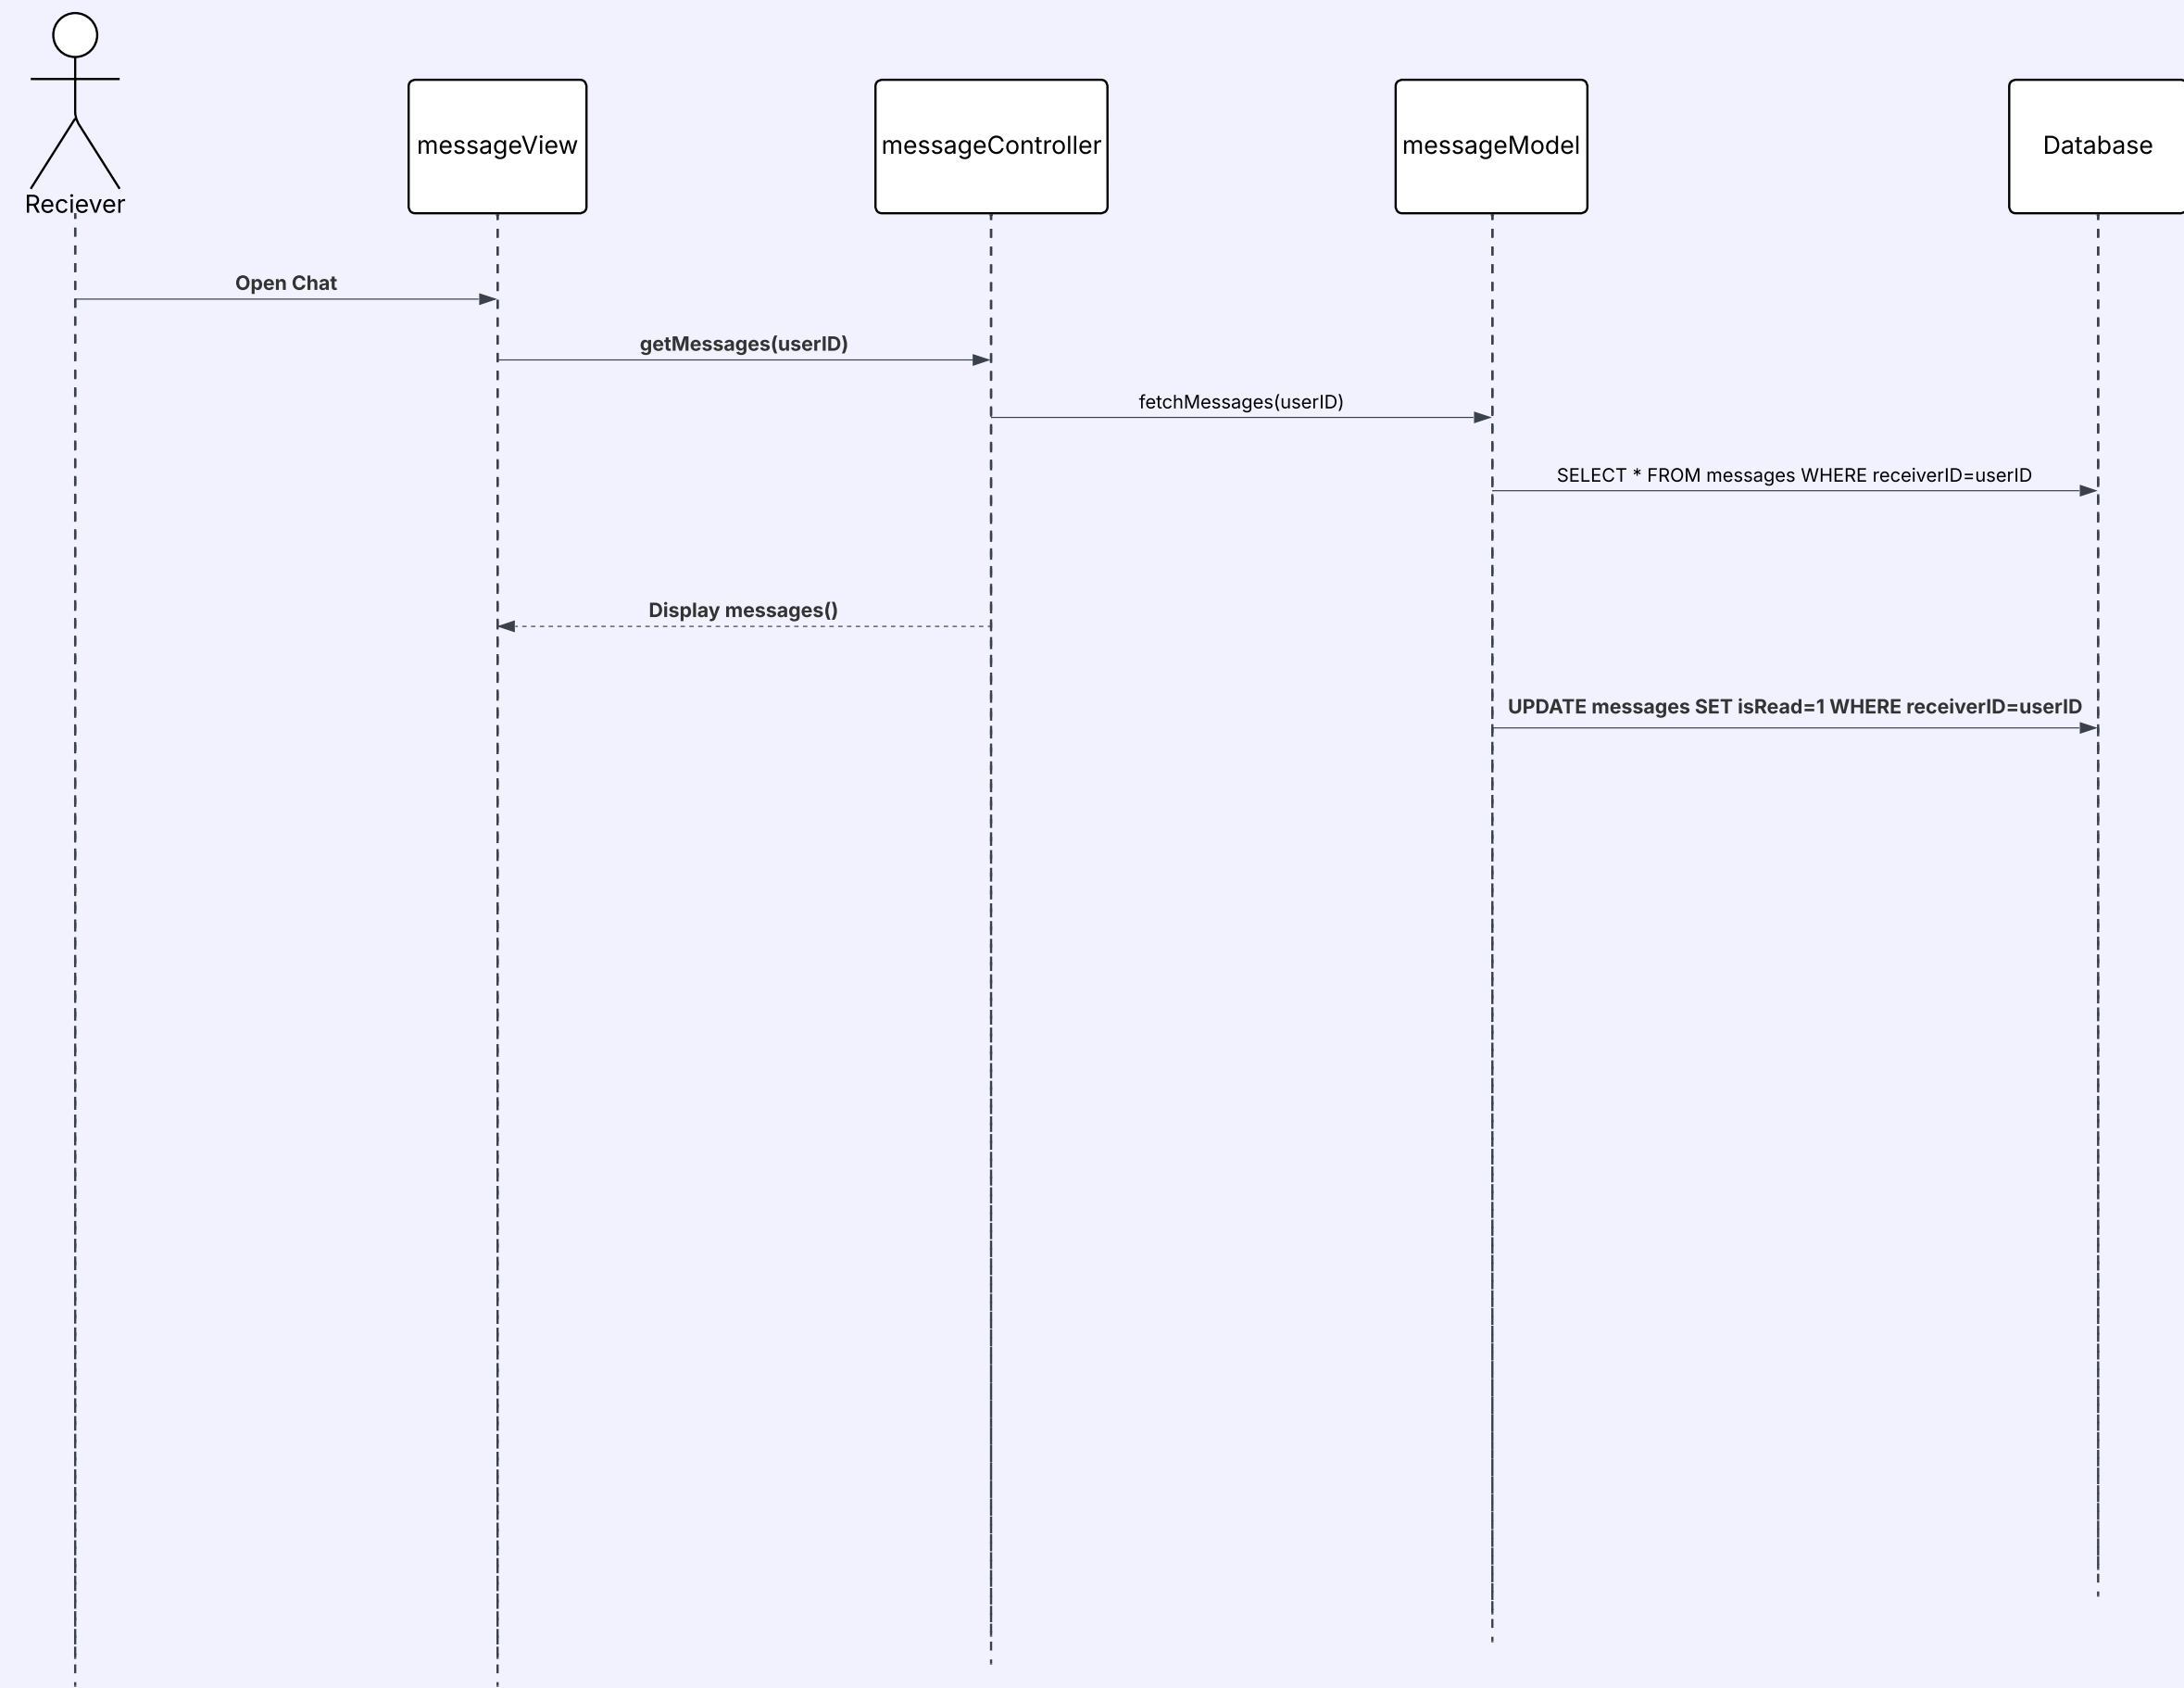 Reciever
messageView
messageController
messageModel
Database
Open Chat
getMessages(userID)
fetchMessages(userID)
SELECT * FROM messages WHERE receiverID=userID
Display messages()
UPDATE messages SET isRead=1 WHERE receiverID=userID